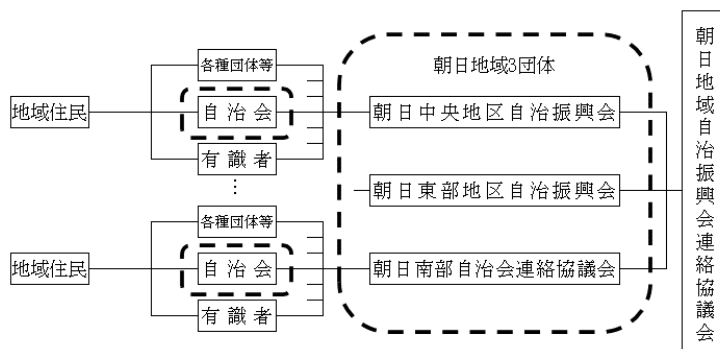 各種団体等
地域住民
自治会
有識者
⋮
各種団体等
地域住民
自治会
有識者
朝日地域3団体
朝日中央地区自治振興会
朝日東部地区自治振興会
朝日南部自治会連絡協議会
朝日地域自治振興会連絡協議会